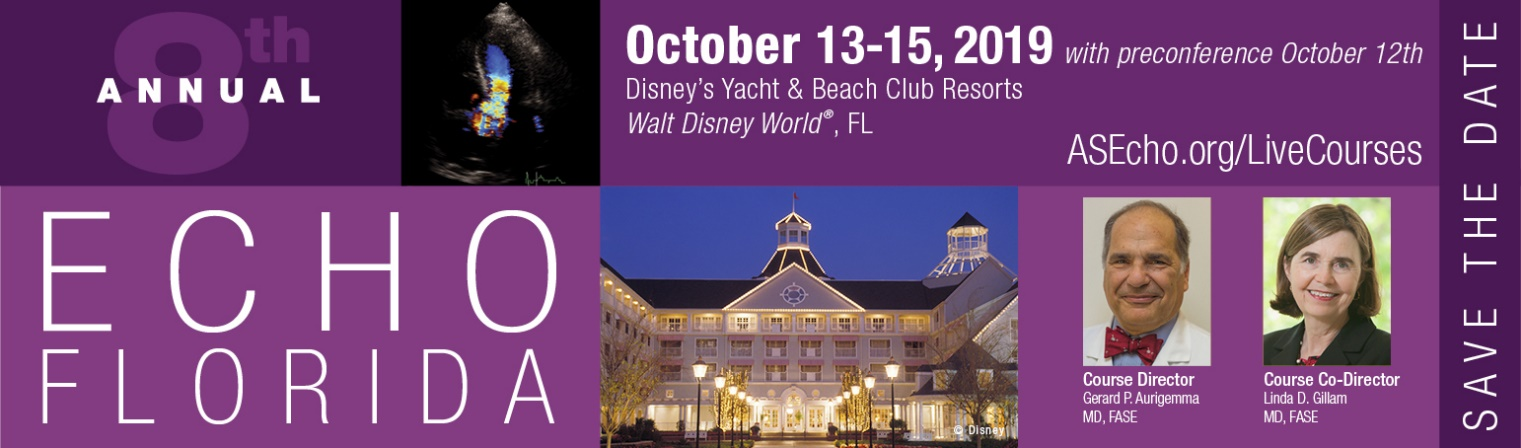 8th
ANNUAL
ECHO
FLORIDA
October 13-15, 2019 with preconference October 12th
Disney's Yacht & Beach Club Resorts
Walt Disney World®, FL
ASEcho.org/LiveCourses
© Disney
Course Director
Gerard P. Aurigemma
MD, FASE
Course Co-Director
Linda D. Gillam
MD, FASE
SAVE THE DATE